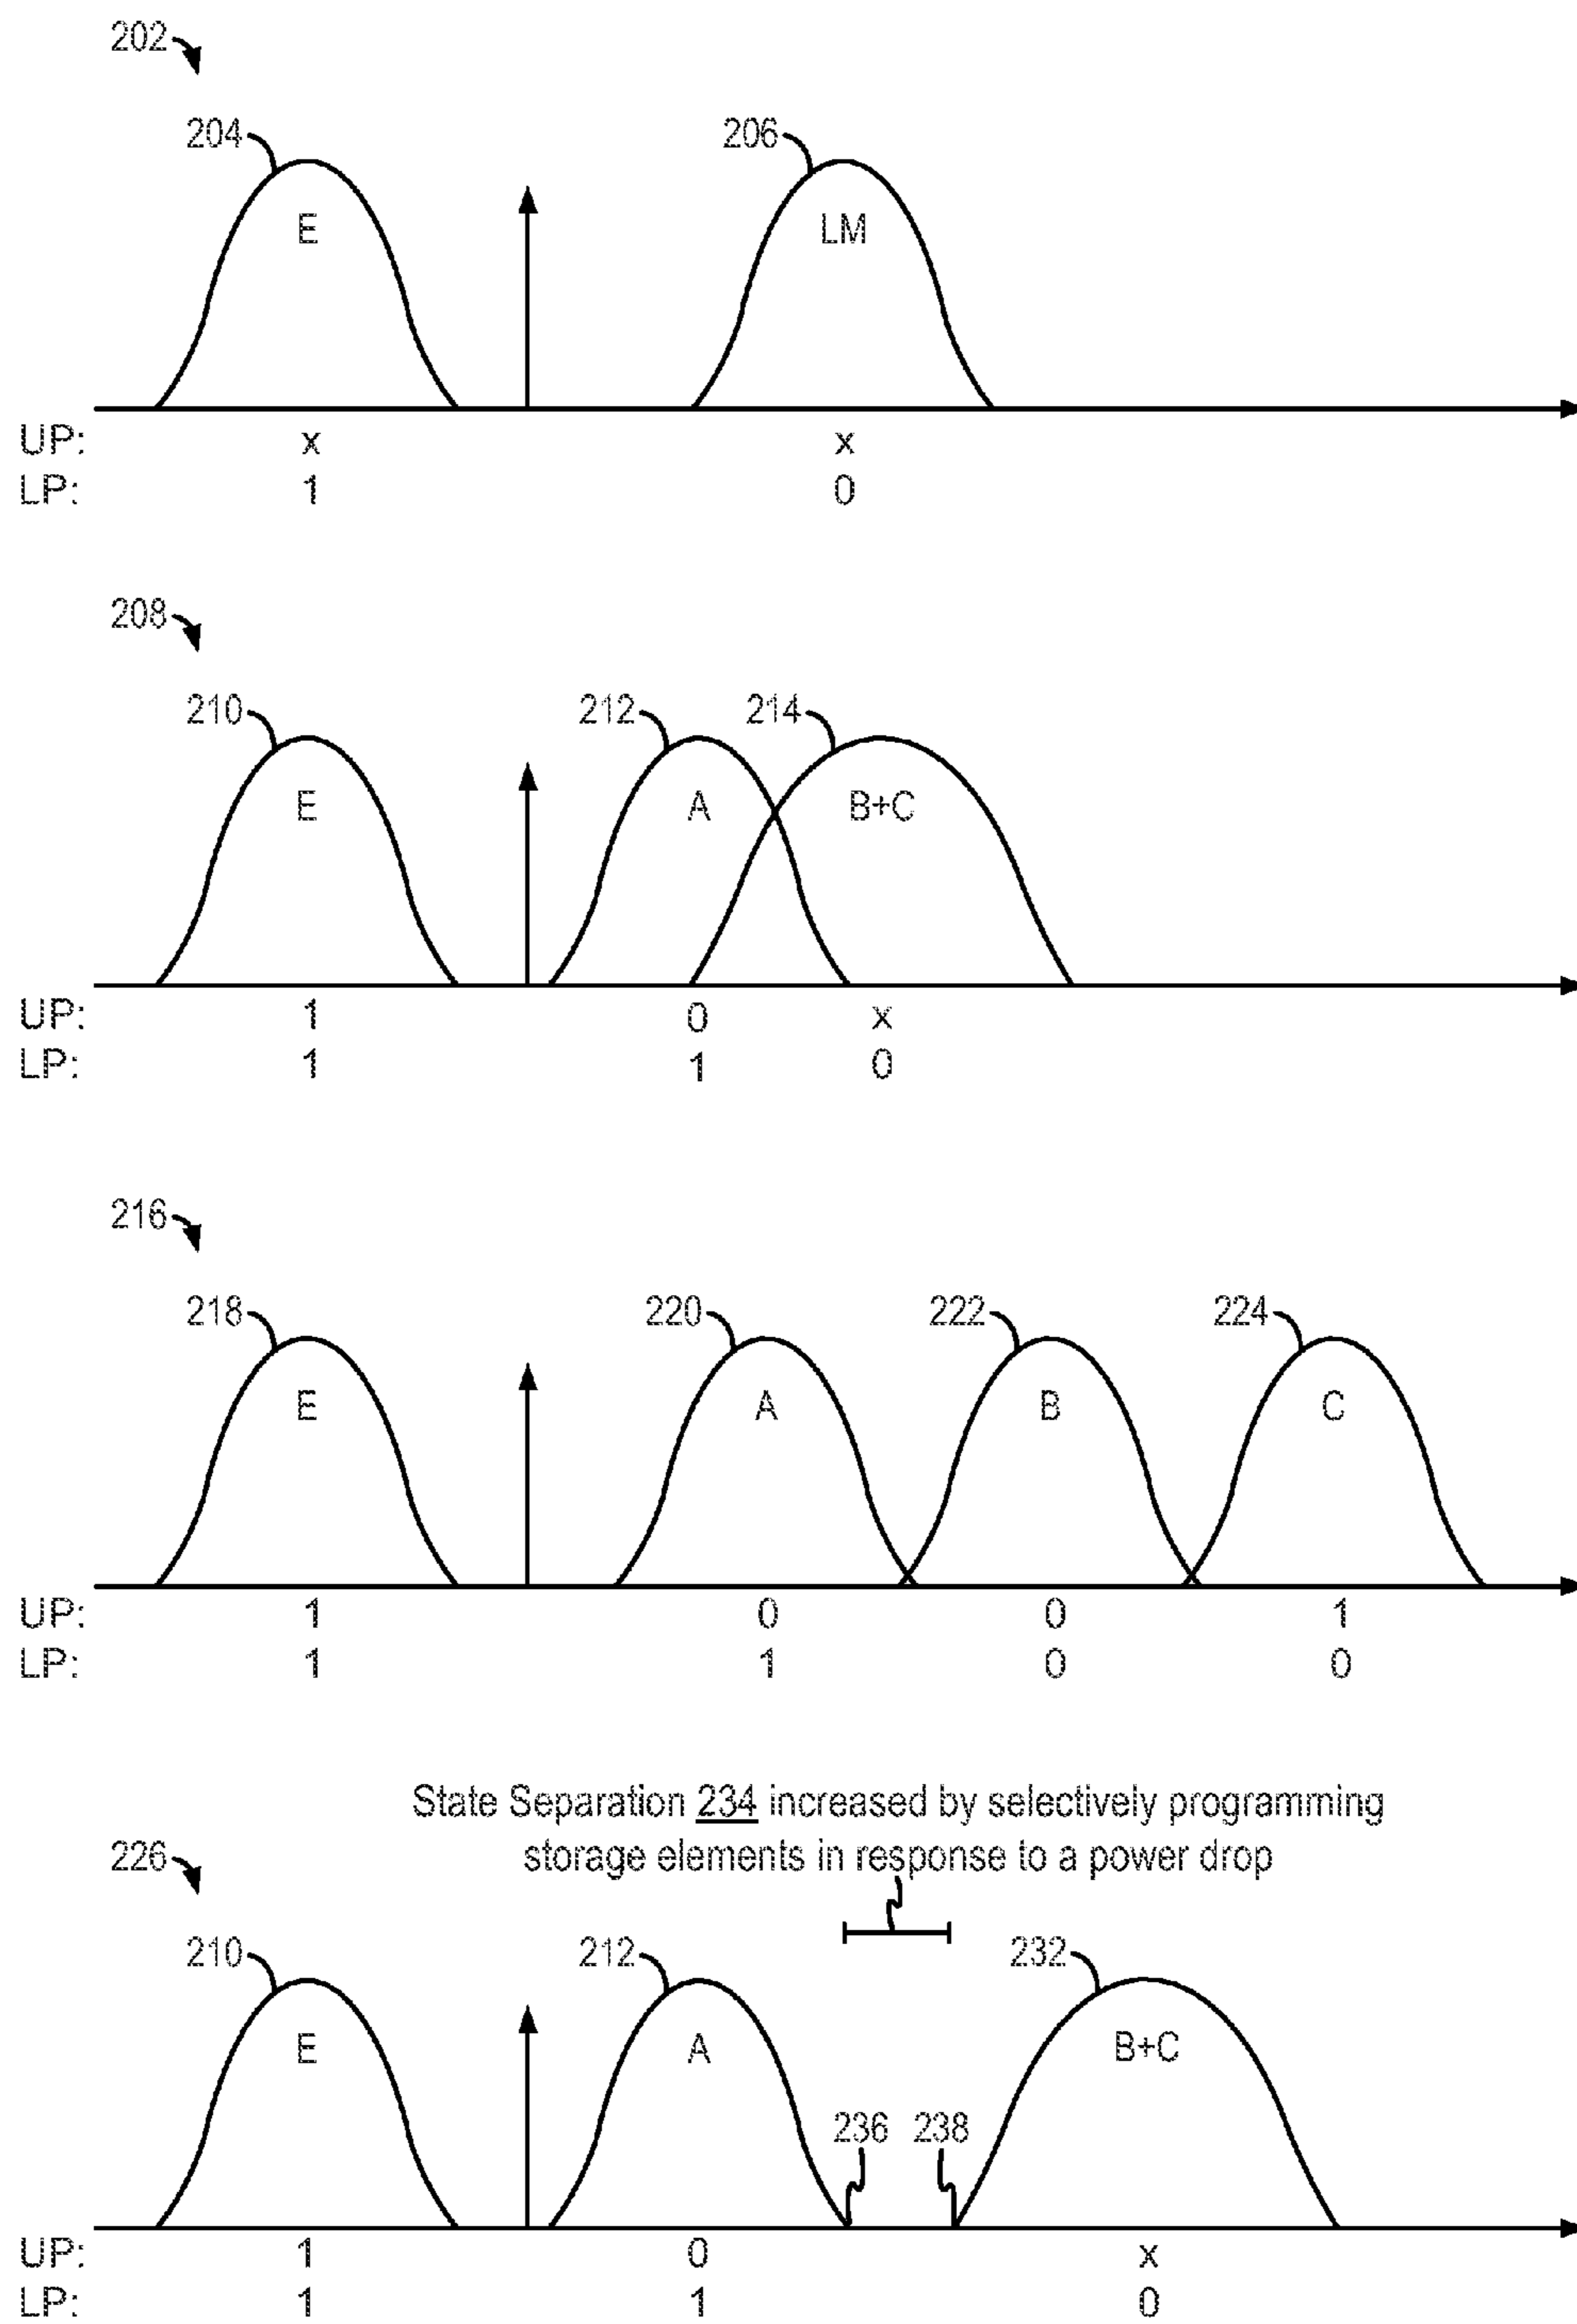 202
204
206
E
LM
UP: x x
LP: 1 0
208
210
212
214
E
A
B+C
UP: 1 0 x
LP: 1 1 0
216
218
220
222
224
E
A
B
C
UP: 1 0 0 1
LP: 1 1 0 0
State Separation 234 increased by selectively programming
storage elements in response to a power drop
226
210
212
232
E
A
B+C
236
238
UP: 1 0 x
LP: 1 1 0